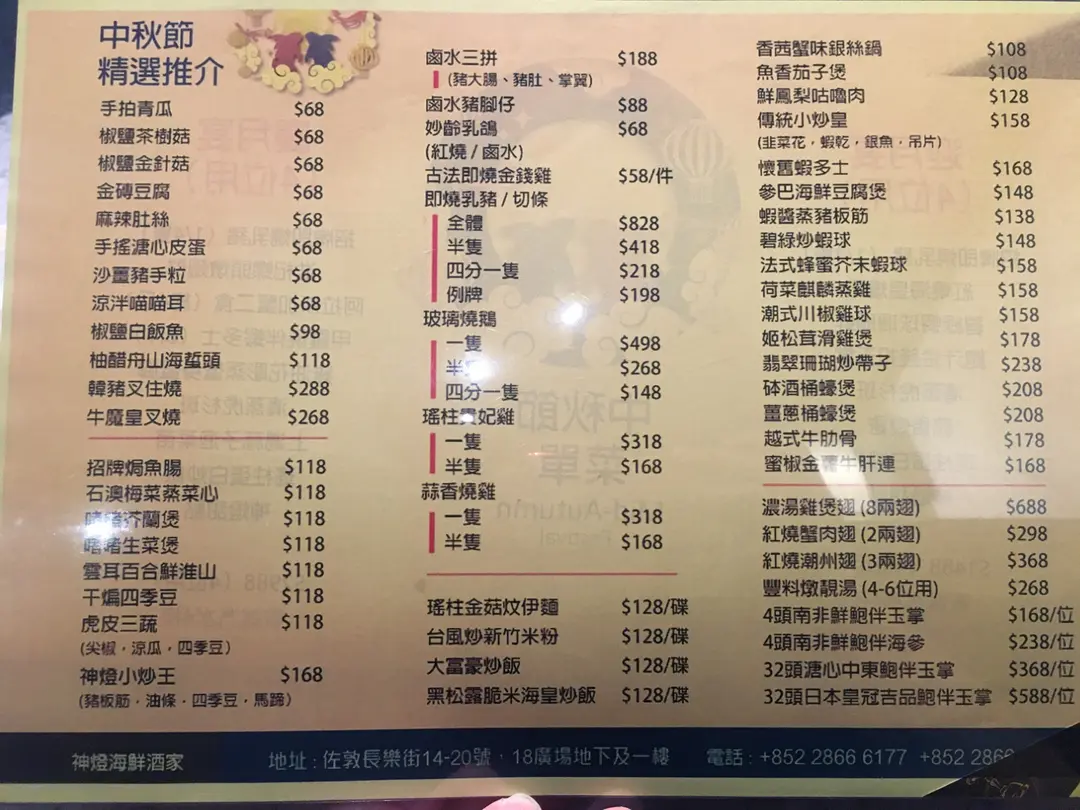 中秋節
精選推介
手拍青瓜 $68
椒鹽茶樹菇 $68
椒鹽金針菇 $68
金磚豆腐 $68
麻辣肚絲 $68
手搖溏心皮蛋 $68
沙薑豬手粒 $68
涼泮喵喵耳 $68
椒鹽白飯魚 $98
柚醋舟山海蜇頭 $118
韓豬叉住燒 $288
牛魔皇叉燒 $268
招牌焗魚腸 $118
石澳梅菜蒸菜心 $118
啫啫芥蘭煲 $118
啫啫生菜煲 $118
雲耳百合鮮淮山 $118
干煸四季豆 $118
虎皮三蔬 $118
(尖椒，涼瓜，四季豆)
神燈小炒王 $168
(豬板筋，油條，四季豆，馬蹄)
鹵水三拼 $188
(豬大腸、豬肚、掌翼)
鹵水豬腳仔 $88
妙齡乳鴿 $68
(紅燒 / 鹵水)
古法即燒金錢雞 $58/件
即燒乳豬 / 切條
全體 $828
半隻 $418
四分一隻 $218
例牌 $198
玻璃燒鵝
一隻 $498
半 $268
四分一隻 $148
瑤柱貴妃雞
一隻 $318
半隻 $168
蒜香燒雞
一隻 $318
半隻 $168
瑤柱金菇炆伊麵 $128/碟
台風炒新竹米粉 $128/碟
大富豪炒飯 $128/碟
黑松露脆米海皇炒飯 $128/碟
香茜蟹味銀絲鍋 $108
魚香茄子煲 $108
鮮鳳梨咕嚕肉 $128
傳統小炒皇 $158
(韭菜花，蝦乾，銀魚，吊片)
懷舊蝦多士 $168
參巴海鮮豆腐煲 $148
蝦醬蒸豬板筋 $138
碧綠炒蝦球 $148
法式蜂蜜芥末蝦球 $158
荷菜麒麟蒸雞 $158
潮式川椒雞球 $158
姬松茸滑雞煲 $178
翡翠珊瑚炒帶子 $238
砵酒桶蠔煲 $208
薑蔥桶蠔煲 $208
越式牛肋骨 $178
蜜椒金薯牛肝連 $168
濃湯雞煲翅 (8兩翅) $688
紅燒蟹肉翅 (2兩翅) $298
紅燒潮州翅 (3兩翅) $368
豐料燉靚湯 (4-6位用) $268
4頭南非鮮鮑伴玉掌 $168/位
4頭南非鮮鮑伴海參 $238/位
32頭溏心中東鮑伴玉掌 $368/位
32頭日本皇冠吉品鮑伴玉掌 $588/位
神燈海鮮酒家 地址：佐敦長樂街14-20號，18廣場地下及一樓 電話：+852 2866 6177 +852 2866